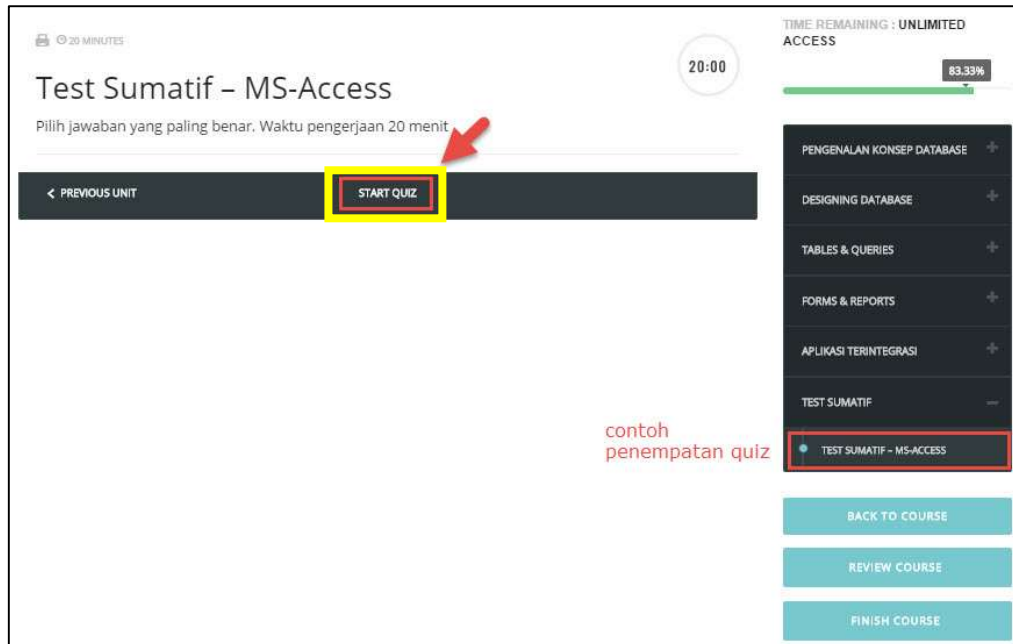 20 MINUTES
Test Sumatif – MS-Access
Pilih jawaban yang paling benar. Waktu pengerjaan 20 menit
20:00
< PREVIOUS UNIT
START QUIZ
TIME REMAINING : UNLIMITED
ACCESS
83.33%
PENGENALAN KONSEP DATABASE
DESIGNING DATABASE
TABLES & QUERIES
FORMS & REPORTS
APLIKASI TERINTEGRASI
TEST SUMATIF
contoh
penempatan quiz
TEST SUMATIF – MS-ACCESS
BACK TO COURSE
REVIEW COURSE
FINISH COURSE